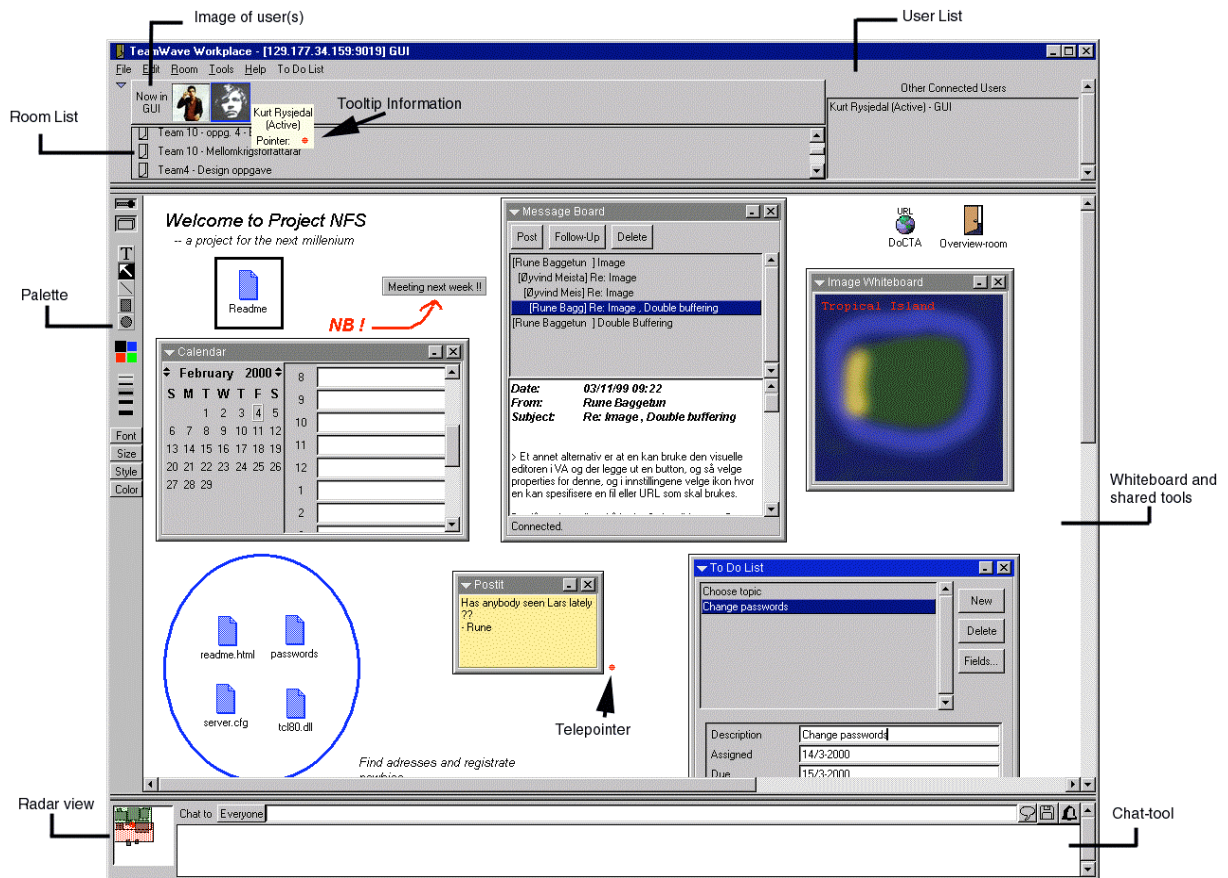 Image of user(s)
User List
TeamWave Workplace - [129.177.34.159:9019] GUI
File Edit Room Tools Help To Do List
Now in
GUI
Tooltip Information
Kurt Rysjedal
(Active)
Pointer:
Other Connected Users
Kurt Rysjedal (Active) - GUI
Room List
Team 10 - oppg. 4 -
Team 10 - Mellomkrigsforfattarar
Team4 - Design oppgave
Welcome to Project NFS
-- a project for the next millenium
Readme
Meeting next week !!
NB !
Palette
T
Font
Size
Style
Color
Calendar
February 2000
S M T W T F S
1 2 3 4 5
6 7 8 9 10 11 12
13 14 15 16 17 18 19
20 21 22 23 24 25 26
27 28 29
8
9
10
11
12
1
2
Message Board
Post Follow-Up Delete
[Rune Baggetun ] Image
[Øyvind Meista] Re: Image
[Øyvind Meis] Re: Image
[Rune Bagg] Re: Image , Double buffering
[Rune Baggetun ] Double Buffering
Date: 03/11/99 09:22
From: Rune Baggetun
Subject: Re: Image , Double buffering
> Et annet alternativ er at en kan bruke den visuelle
editoren i VA og der legge ut en button, og så velge
properties for denne, og i innstillingene velge ikon hvor
en kan spesifisere en fil eller URL som skal brukes.
Connected.
URL
DoCTA
Overview-room
Image Whiteboard
Tropical Island
Whiteboard and
shared tools
readme.html
passwords
server.cfg
tcl80.dll
Postit
Has anybody seen Lars lately
??
- Rune
Telepointer
Find adresses and registrate
To Do List
Choose topic
Change passwords
New
Delete
Fields...
Description Change passwords
Assigned 14/3-2000
Due 15/3-2000
Radar view
Chat to Everyone
Chat-tool